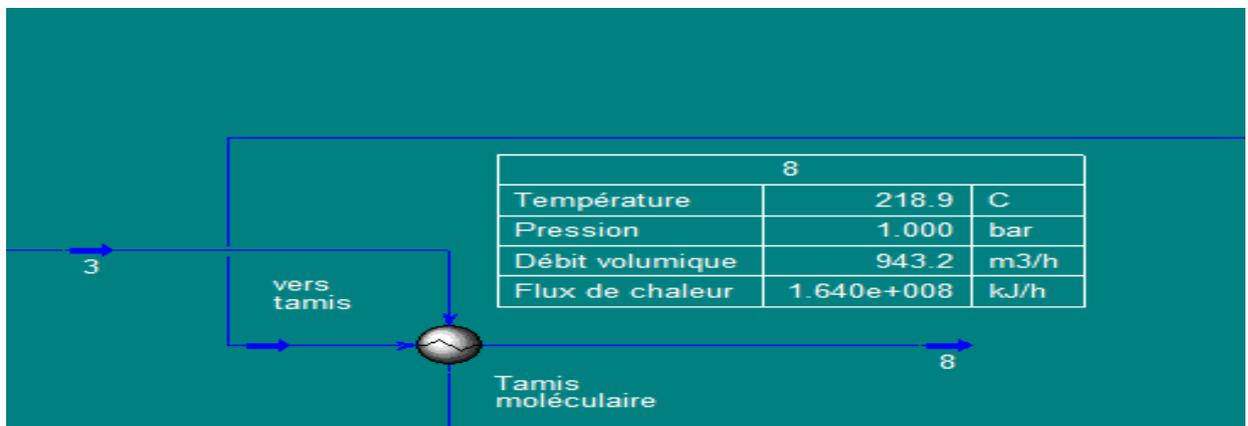 8
Température 218.9 C
Pression 1.000 bar
Débit volumique 943.2 m3/h
Flux de chaleur 1.640e+008 kJ/h
3
vers
tamis
8
Tamis
moléculaire